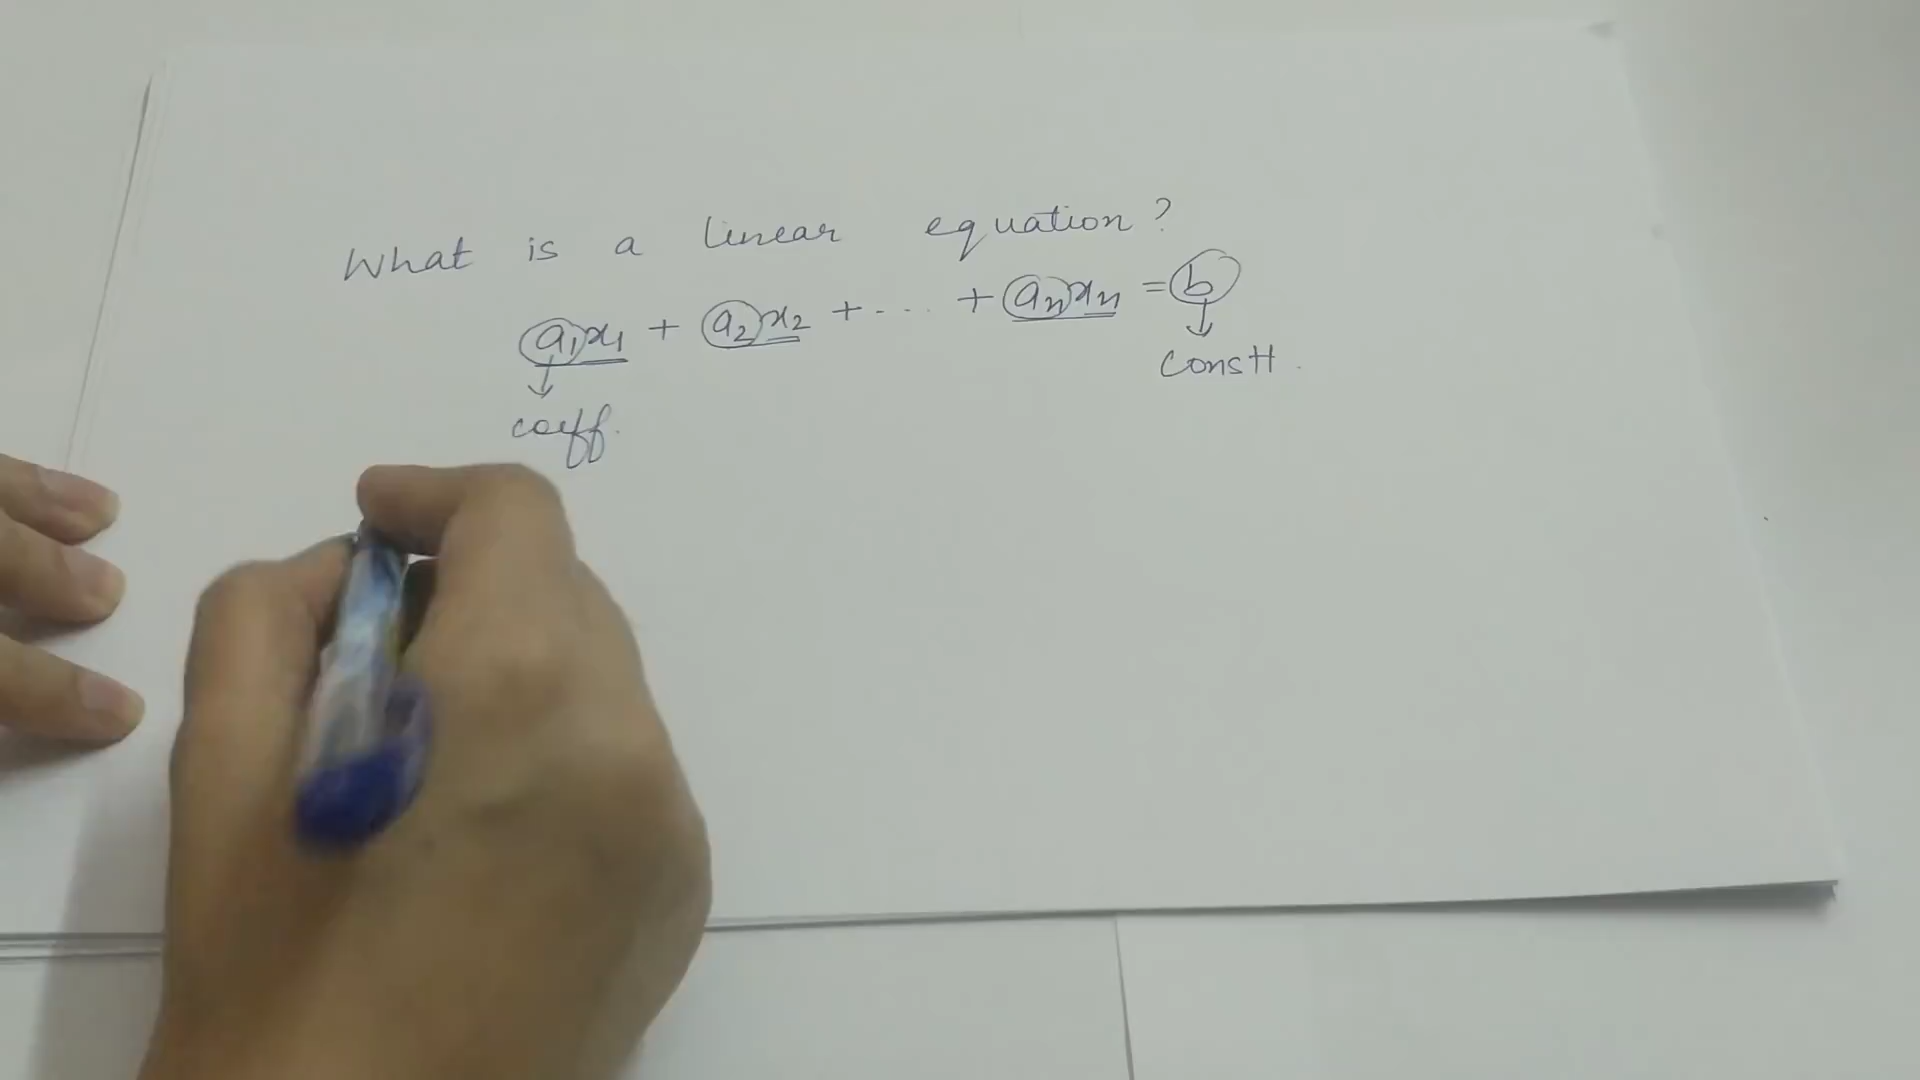 What is a linear equation?
a₁x₁ + a₂x₂ + . . . . + aₙxₙ = b
constt.
coeff.